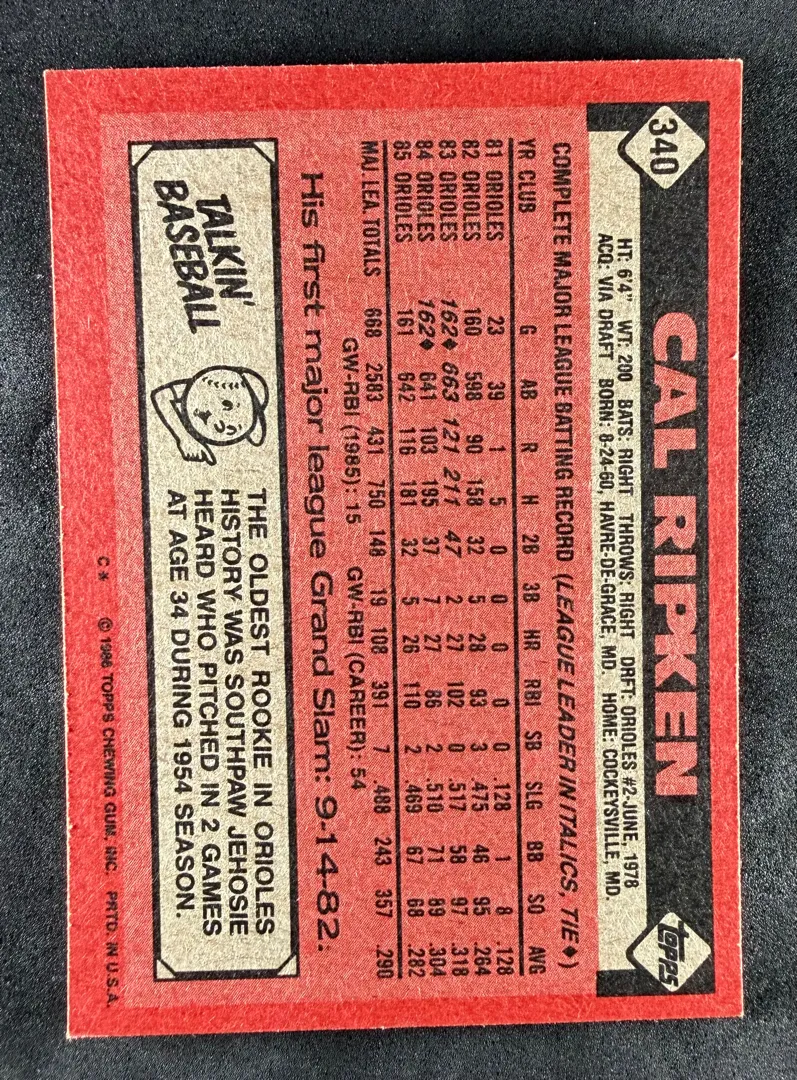 340
CAL RIPKEN
topps
HT: 6'4" WT: 200 BATS: RIGHT THROWS: RIGHT DRFT: ORIOLES #2-JUNE, 1978
ACQ: VIA DRAFT BORN: 8-24-60, HAVRE-DE-GRACE, MD. HOME: COCKEYSVILLE, MD.
COMPLETE MAJOR LEAGUE BATTING RECORD (LEAGUE LEADER IN ITALICS, TIE♦)
YR CLUB G AB R H 2B 3B HR RBI SB SLG BB SO AVG
81 ORIOLES 23 39 1 5 0 0 0 0 0 .128 1 8 .128
82 ORIOLES 160 598 90 158 32 5 28 93 3 .475 46 95 .264
83 ORIOLES 162♦ 663 121 211 47 2 27 102 0 .517 58 97 .318
84 ORIOLES 162♦ 641 103 195 37 7 27 86 2 .510 71 89 .304
85 ORIOLES 161 642 116 181 32 5 26 110 2 .469 67 68 .282
MAJ. LEA. TOTALS 668 2583 431 750 148 19 108 391 7 .488 243 357 .290
GW-RBI (1985): 15 GW-RBI (CAREER): 54
His first major league Grand Slam: 9-14-82.
TALKIN'
BASEBALL
THE OLDEST ROOKIE IN ORIOLES
HISTORY WAS SOUTHPAW JEHOSIE
HEARD WHO PITCHED IN 2 GAMES
AT AGE 34 DURING 1954 SEASON.
C* © 1986 TOPPS CHEWING GUM, INC. PRTD. IN U.S.A.